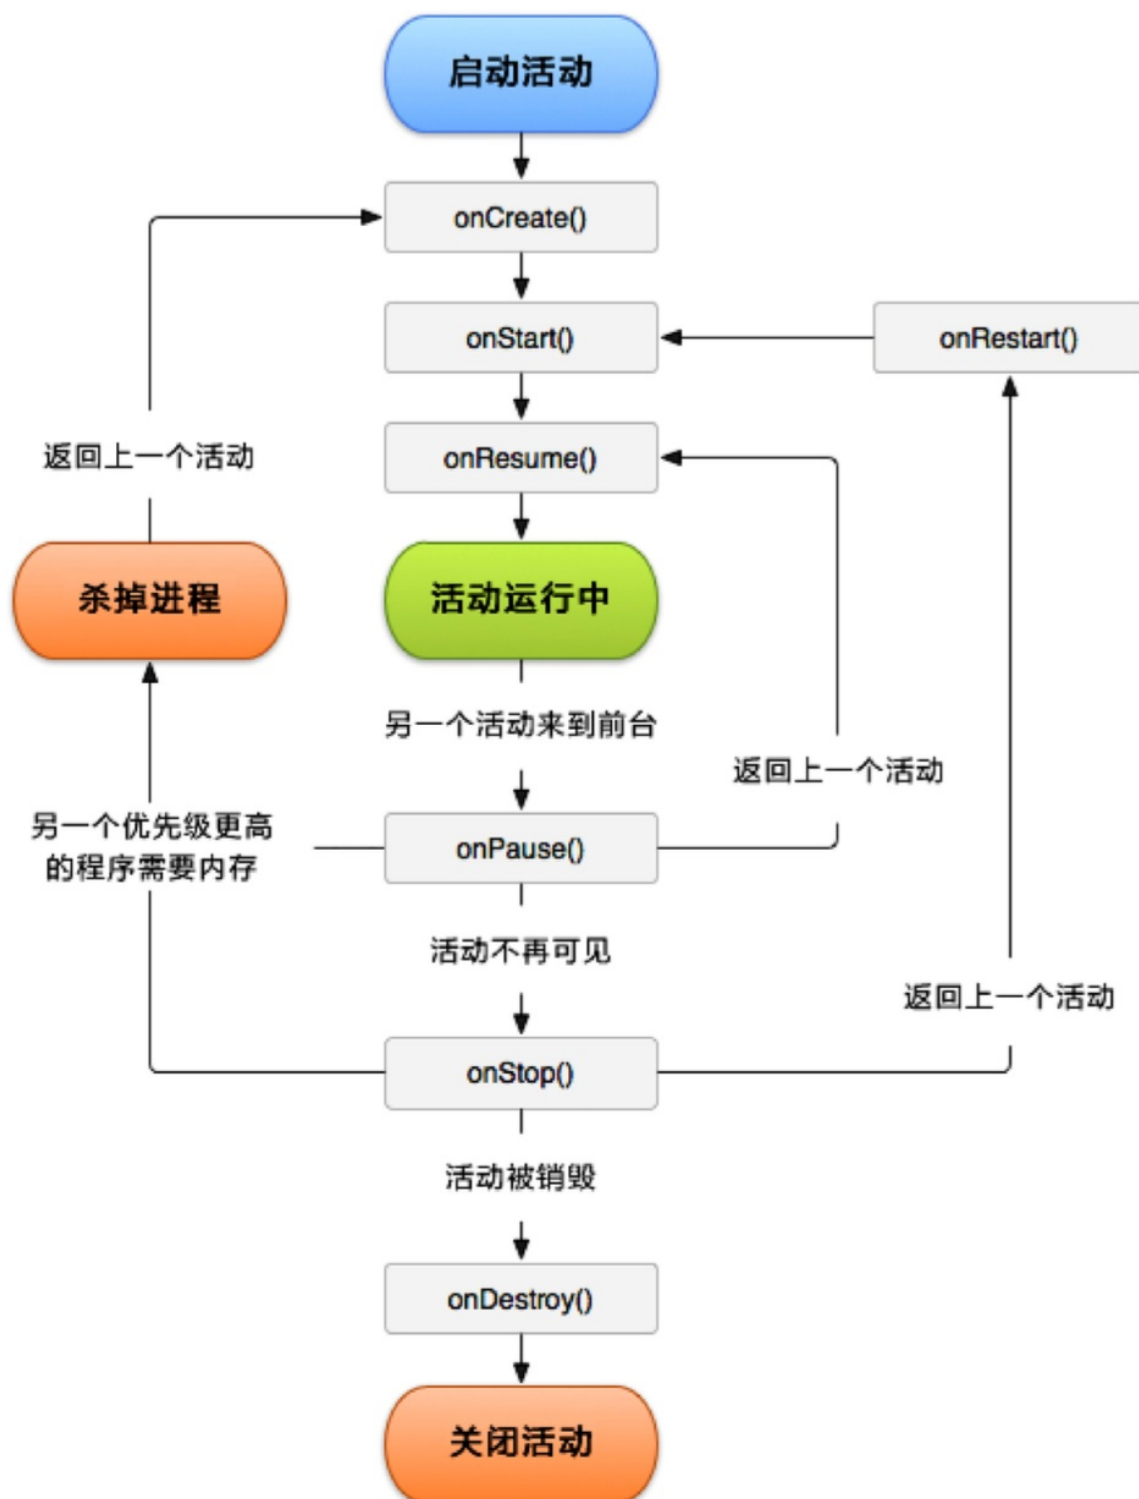 启动活动
onCreate()
onStart()
onRestart()
onResume()
返回上一个活动
杀掉进程
活动运行中
另一个活动来到前台
返回上一个活动
另一个优先级更高
的程序需要内存
onPause()
活动不再可见
返回上一个活动
onStop()
活动被销毁
onDestroy()
关闭活动